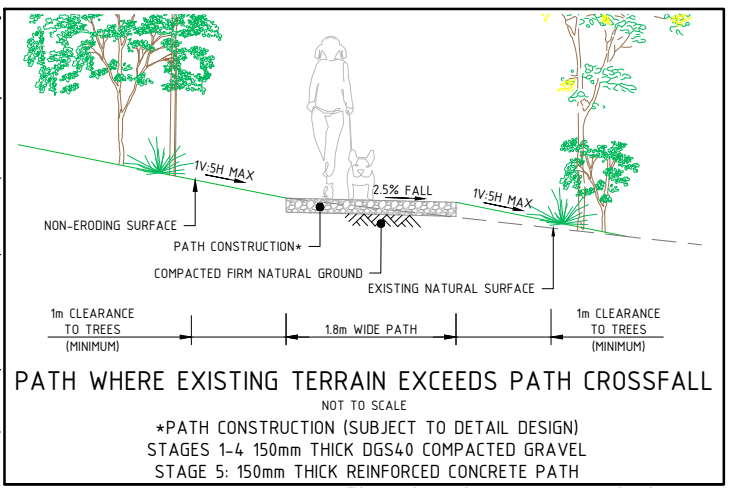 1V:5H MAX
2.5% FALL
1V:5H MAX
NON-ERODING SURFACE
PATH CONSTRUCTION*
COMPACTED FIRM NATURAL GROUND
EXISTING NATURAL SURFACE
1m CLEARANCE
TO TREES
(MINIMUM)
1.8m WIDE PATH
1m CLEARANCE
TO TREES
(MINIMUM)
PATH WHERE EXISTING TERRAIN EXCEEDS PATH CROSSFALL
NOT TO SCALE
*PATH CONSTRUCTION (SUBJECT TO DETAIL DESIGN)
STAGES 1-4 150mm THICK DGS40 COMPACTED GRAVEL
STAGE 5: 150mm THICK REINFORCED CONCRETE PATH